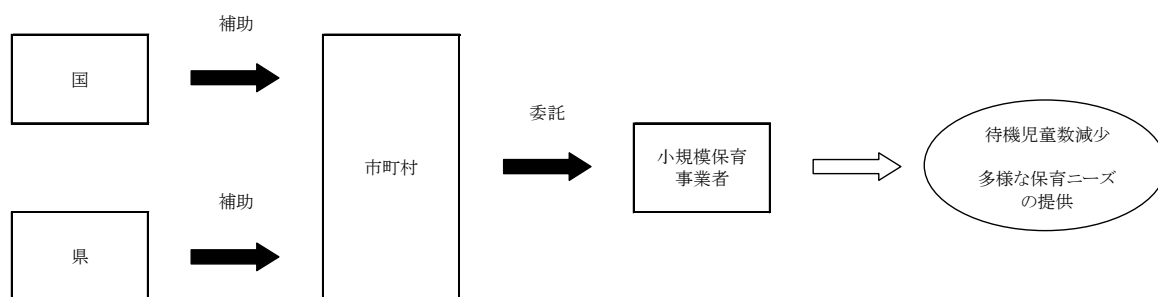 補助
国
市町村
補助
県
委託
小規模保育
事業者
待機児童数減少
多様な保育ニーズ
の提供